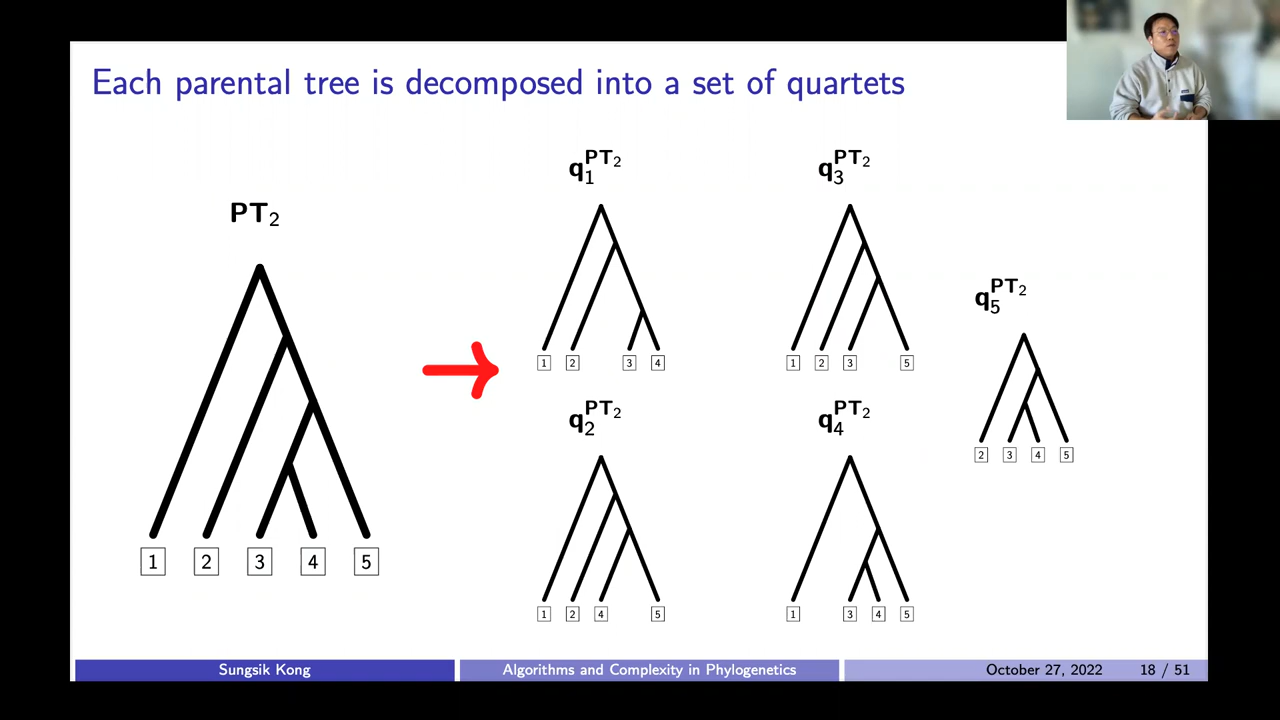 Each parental tree is decomposed into a set of quartets
PT₂
1 2 3 4 5
q₁^PT₂
1 2 3 4
q₃^PT₂
1 2 3 5
q₂^PT₂
1 2 4 5
q₄^PT₂
1 3 4 5
q₅^PT₂
2 3 4 5
Sungsik Kong
Algorithms and Complexity in Phylogenetics
October 27, 2022 18 / 51